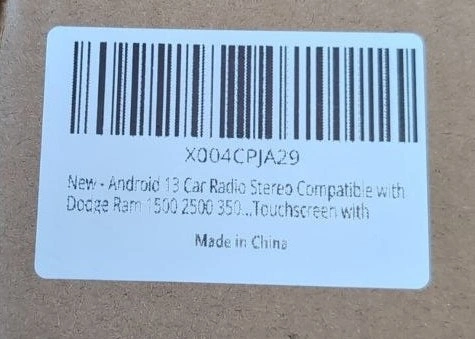 X004CPJA29
New - Android 13 Car Radio Stereo Compatible with
Dodge Ram 1500 2500 350...Touchscreen with
Made in China